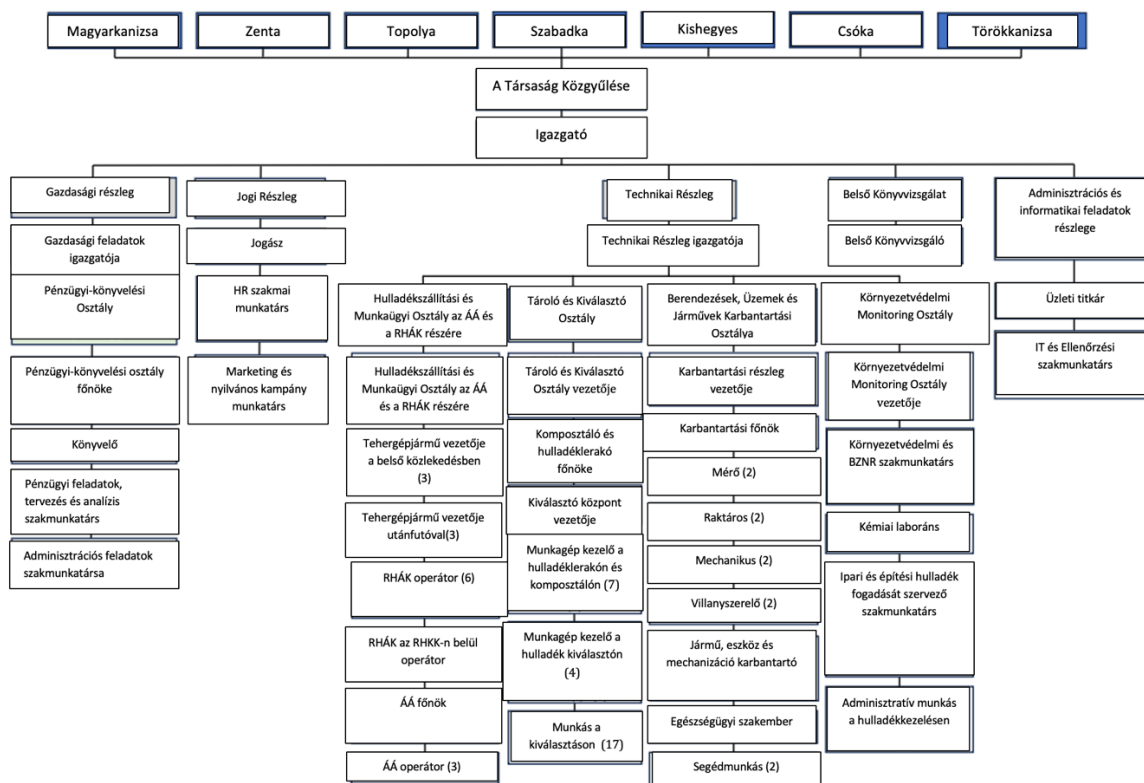 Magyarkanizsa
Zenta
Topolya
Szabadka
Kishegyes
Csóka
Törökkanizsa
A Társaság Közgyűlése
Igazgató
Gazdasági részleg
Gazdasági feladatok
igazgatója
Pénzügyi-könyvelési
Osztály
Pénzügyi-könyvelési osztály
főnöke
Könyvelő
Pénzügyi feladatok,
tervezés és analízis
szakmunkatárs
Adminisztrációs feladatok
szakmunkatársa
Jogi Részleg
Jogász
HR szakmai
munkatárs
Marketing és
nyilvános kampány
munkatárs
Technikai Részleg
Technikai Részleg igazgatója
Hulladékszállítási és
Munkaügyi Osztály az ÁÁ és
a RHÁK részére
Hulladékszállítási és
Munkaügyi Osztály az ÁÁ
és a RHÁK részére
Tehergépjármű vezetője
a belső közlekedésben
(3)
Tehergépjármű vezetője
utánfutóval(3)
RHÁK operátor (6)
RHÁK az RHKK-n belül
operátor
ÁÁ főnök
ÁÁ operátor (3)
Tároló és Kiválasztó
Osztály
Tároló és Kiválasztó
Osztály vezetője
Komposztáló és
hulladéklerakó
főnöke
Kiválasztó központ
vezetője
Munkagép kezelő a
hulladéklerakón és
komposztálón (7)
Munkagép kezelő a
hulladék kiválasztón
(4)
Munkás a
kiválasztáson (17)
Berendezések, Üzemek és
Járművek Karbantartási
Osztálya
Karbantartási részleg
vezetője
Karbantartási főnök
Mérő (2)
Raktáros (2)
Mechanikus (2)
Villanyszerelő (2)
Jármű, eszköz és
mechanizáció karbantartó
Egészségügyi szakember
Segédmunkás (2)
Környezetvédelmi
Monitoring Osztály
Környezetvédelmi
Monitoring Osztály
vezetője
Környezetvédelmi és
BZNR szakmunkatárs
Kémiai laboráns
Ipari és építési hulladék
fogadását szervező
szakmunkatárs
Adminisztratív munkás
a hulladékkezelésen
Belső Könyvvizsgálat
Belső Könyvvizsgáló
Adminisztrációs és
informatikai feladatok
részlege
Üzleti titkár
IT és Ellenőrzési
szakmunkatárs